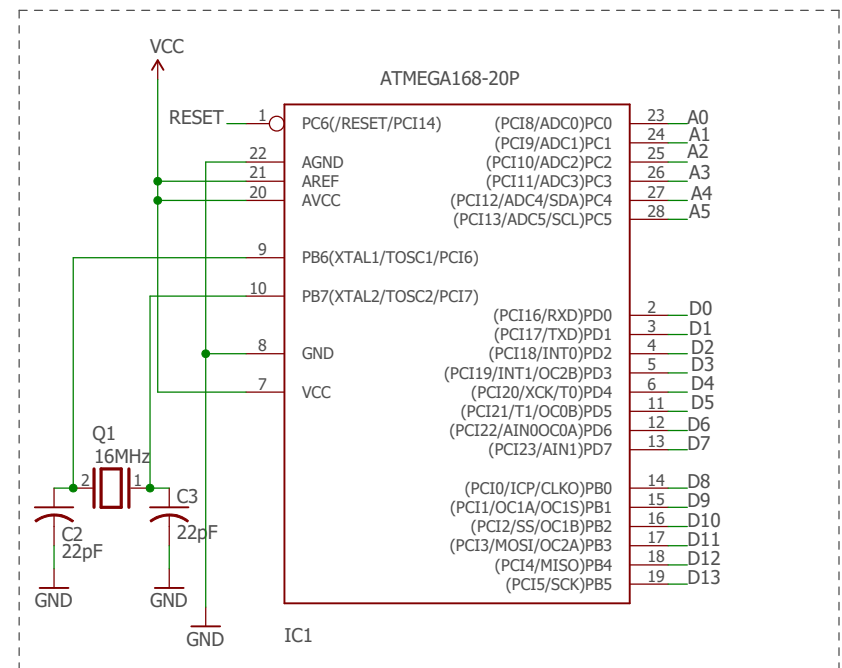 VCC
ATMEGA168-20P
RESET 1 PC6(/RESET/PCI14) (PCI8/ADC0)PC0 23 A0
(PCI9/ADC1)PC1 24 A1
22 AGND (PCI10/ADC2)PC2 25 A2
21 AREF (PCI11/ADC3)PC3 26 A3
20 AVCC (PCI12/ADC4/SDA)PC4 27 A4
(PCI13/ADC5/SCL)PC5 28 A5
9 PB6(XTAL1/TOSC1/PCI6)
10 PB7(XTAL2/TOSC2/PCI7)
(PCI16/RXD)PD0 2 D0
(PCI17/TXD)PD1 3 D1
8 GND (PCI18/INT0)PD2 4 D2
(PCI19/INT1/OC2B)PD3 5 D3
7 VCC (PCI20/XCK/T0)PD4 6 D4
(PCI21/T1/OC0B)PD5 11 D5
(PCI22/AIN0OC0A)PD6 12 D6
(PCI23/AIN1)PD7 13 D7
Q1
16MHz
2 1
(PCI0/ICP/CLKO)PB0 14 D8
(PCI1/OC1A/OC1S)PB1 15 D9
(PCI2/SS/OC1B)PB2 16 D10
(PCI3/MOSI/OC2A)PB3 17 D11
(PCI4/MISO)PB4 18 D12
(PCI5/SCK)PB5 19 D13
C3
22pF
C2
22pF
GND
GND
GND
IC1